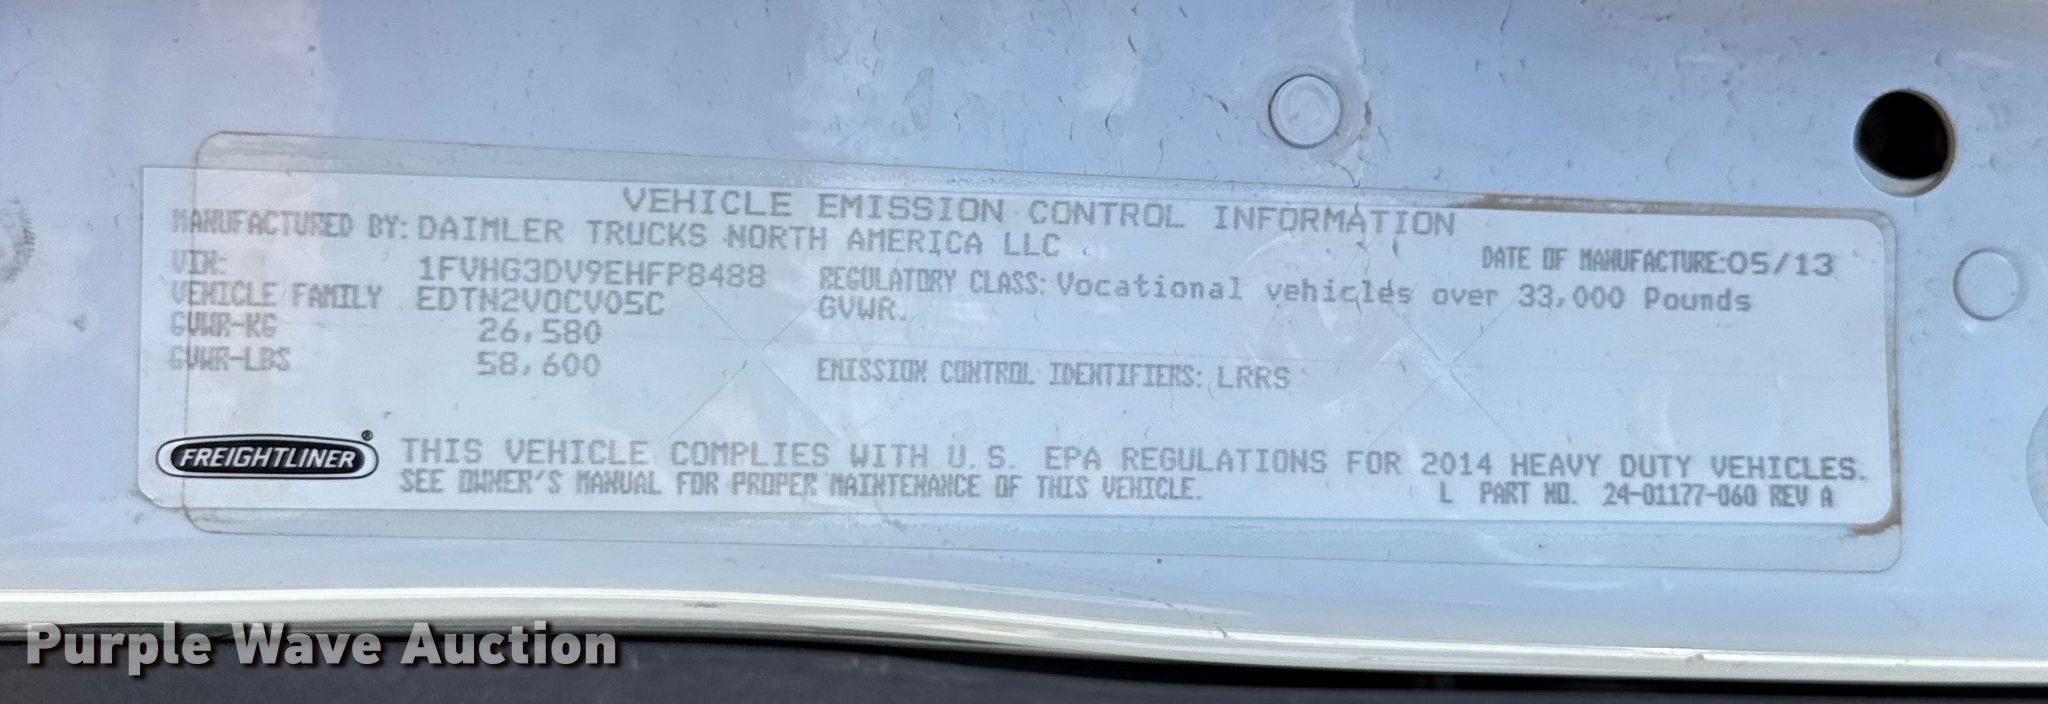 VEHICLE EMISSION CONTROL INFORMATION
MANUFACTURED BY: DAIMLER TRUCKS NORTH AMERICA LLC
DATE OF MANUFACTURE: 05/13
VIN: 1FVHG3DV9EHFP8488
REGULATORY CLASS: Vocational vehicles over 33,000 Pounds
VEHICLE FAMILY EDTN2VOCV05C
GVWR.
GVWR-KG 26,580
GVWR-LBS 58,600
EMISSION CONTROL IDENTIFIERS: LRRS
FREIGHTLINER®
THIS VEHICLE COMPLIES WITH U.S. EPA REGULATIONS FOR 2014 HEAVY DUTY VEHICLES.
SEE OWNER'S MANUAL FOR PROPER MAINTENANCE OF THIS VEHICLE.
L PART NO. 24-01177-060 REV A
Purple Wave Auction